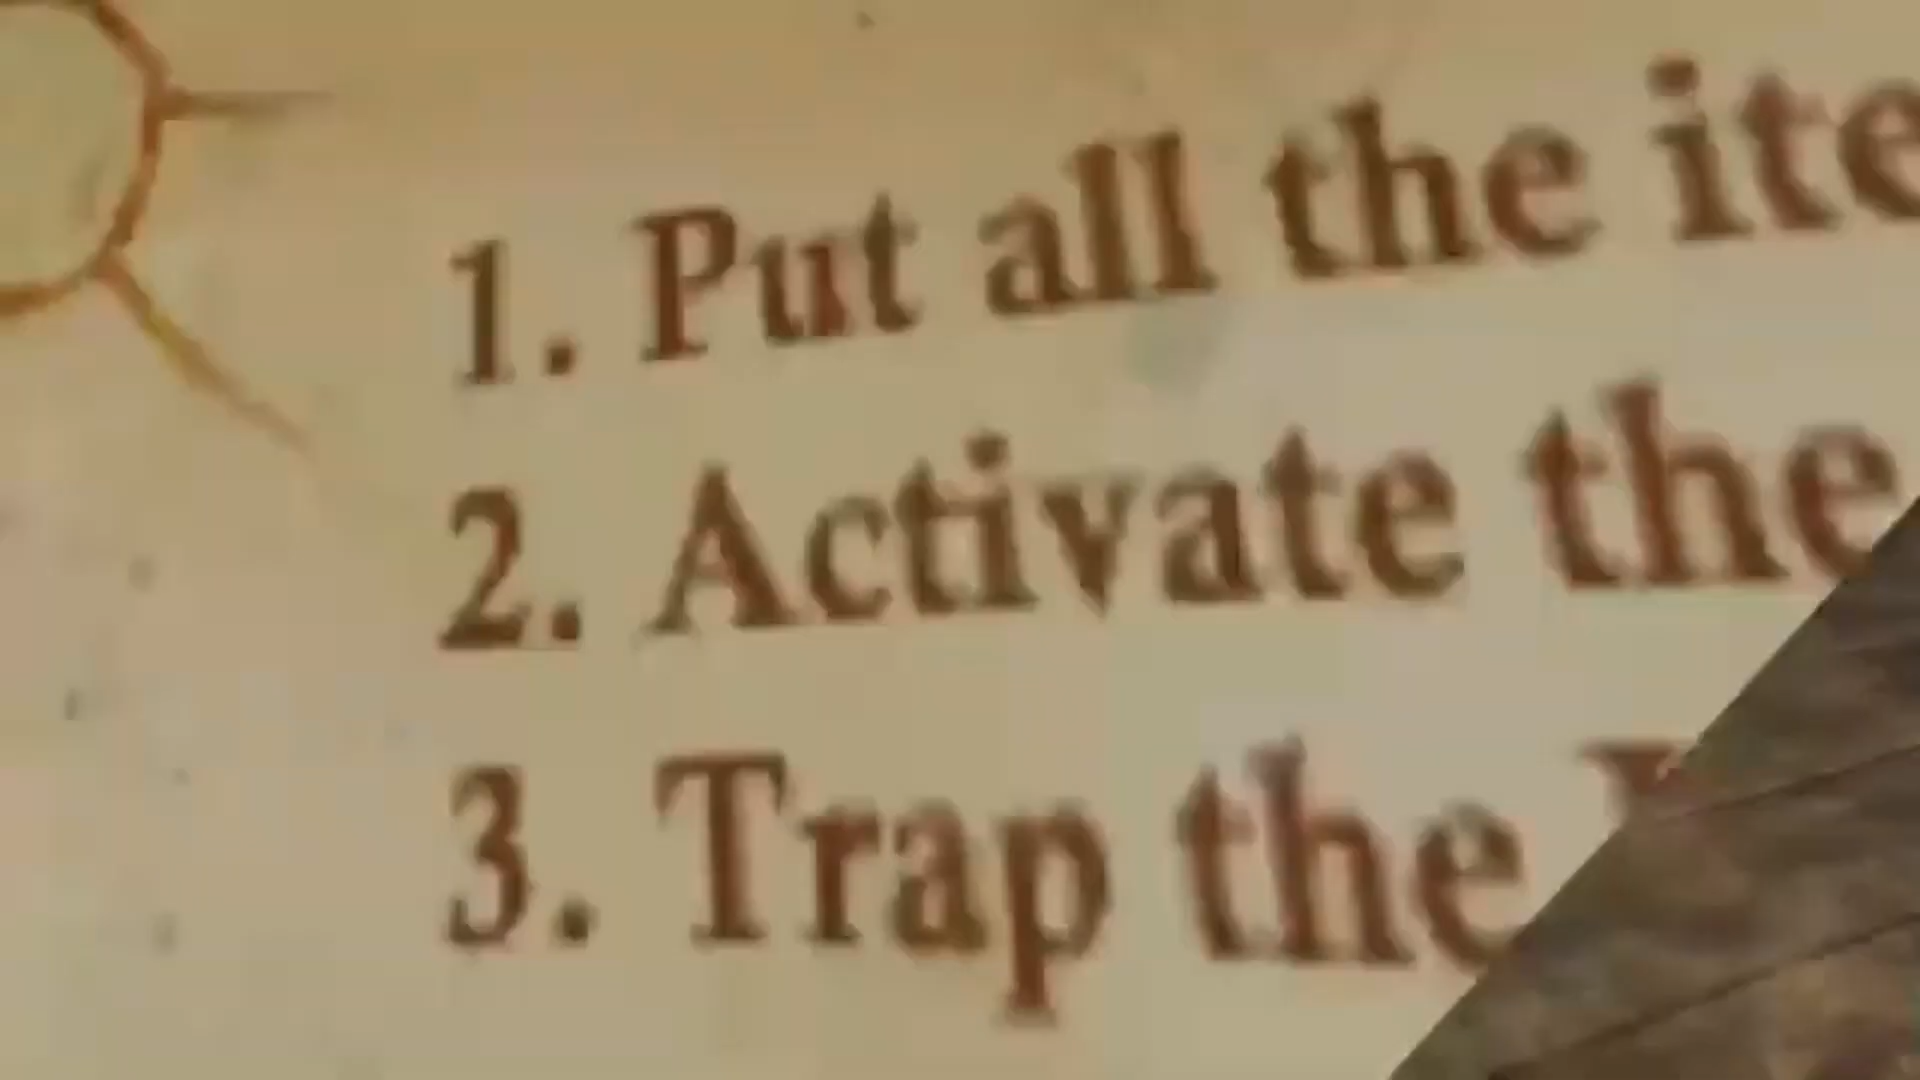 1. Put all the ite
2. Activate the
3. Trap the